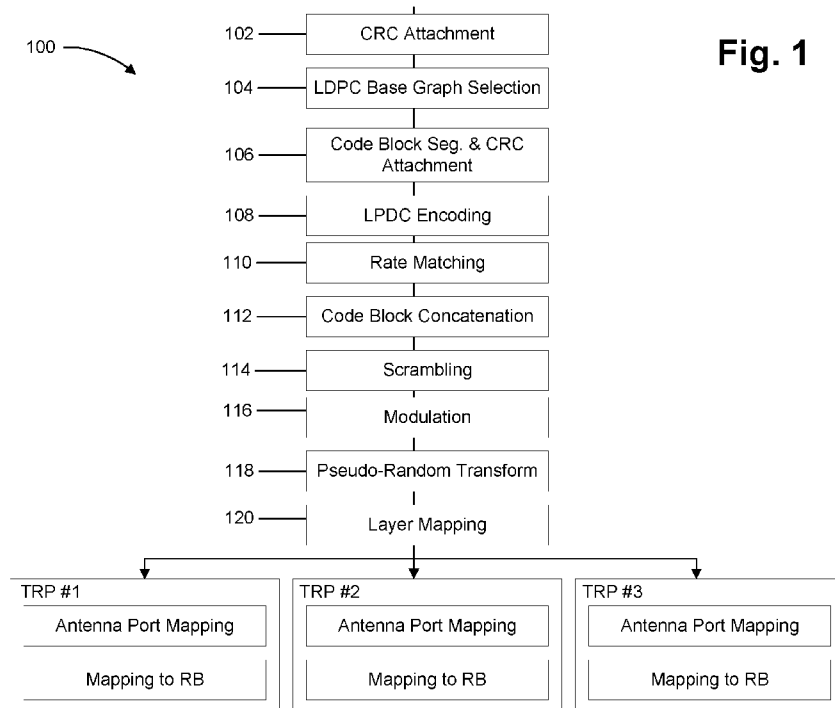 Fig. 1
100
102 CRC Attachment
104 LDPC Base Graph Selection
106 Code Block Seg. & CRC
Attachment
108 LPDC Encoding
110 Rate Matching
112 Code Block Concatenation
114 Scrambling
116 Modulation
118 Pseudo-Random Transform
120 Layer Mapping
TRP #1
Antenna Port Mapping
Mapping to RB
TRP #2
Antenna Port Mapping
Mapping to RB
TRP #3
Antenna Port Mapping
Mapping to RB